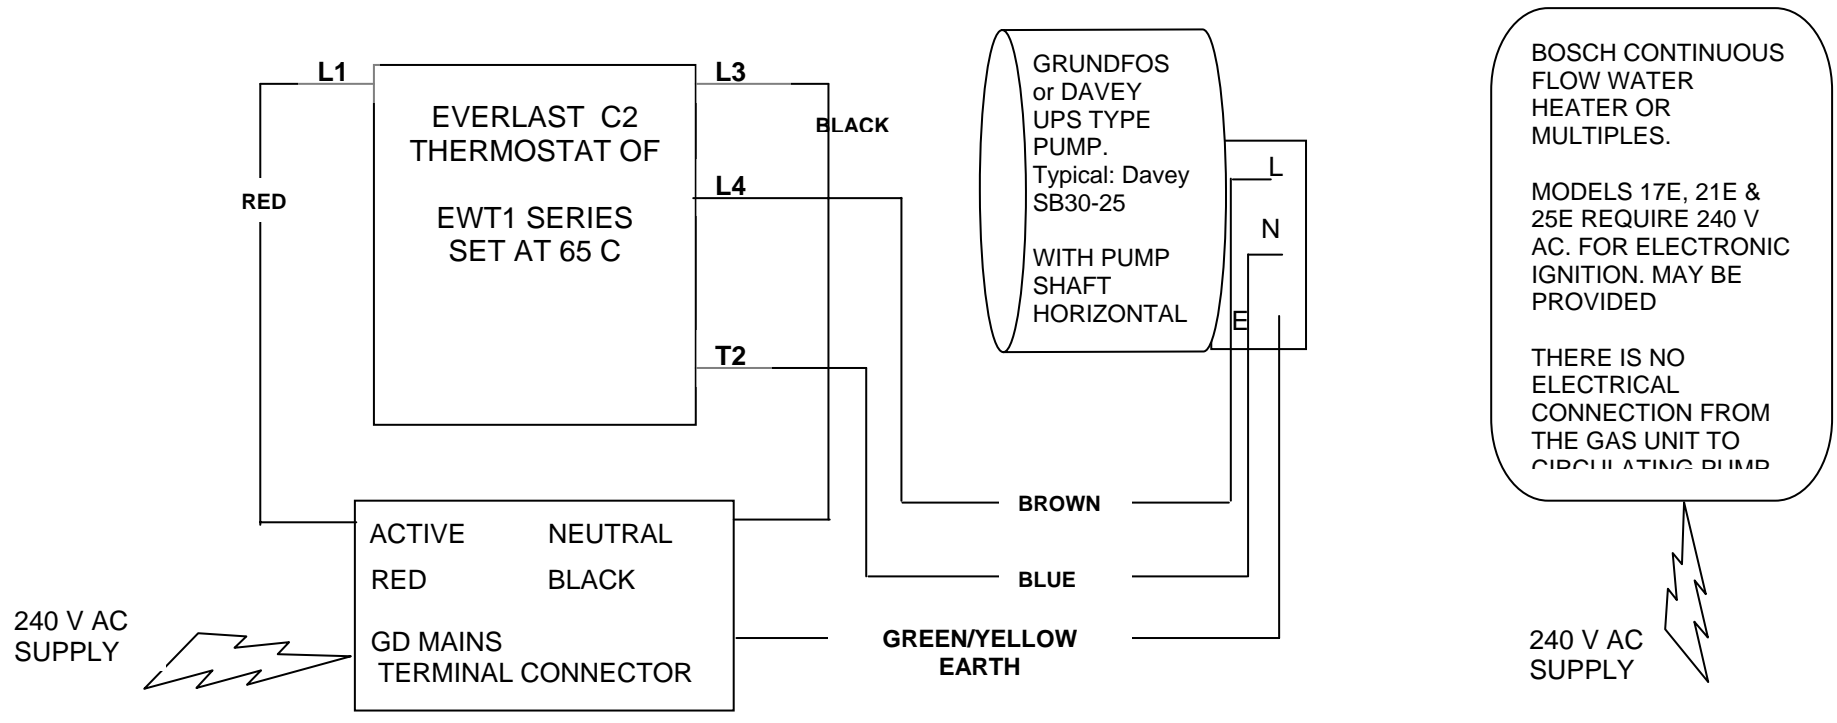 L1
EVERLAST C2
THERMOSTAT OF
EWT1 SERIES
SET AT 65 C
L3
BLACK
L4
T2
RED
GRUNDFOS
or DAVEY
UPS TYPE
PUMP.
Typical: Davey
SB30-25
WITH PUMP
SHAFT
HORIZONTAL
L
N
E
BOSCH CONTINUOUS
FLOW WATER
HEATER OR
MULTIPLES.
MODELS 17E, 21E &
25E REQUIRE 240 V
AC. FOR ELECTRONIC
IGNITION. MAY BE
PROVIDED
THERE IS NO
ELECTRICAL
CONNECTION FROM
THE GAS UNIT TO
CIRCULATING PUMP
BROWN
BLUE
GREEN/YELLOW
EARTH
ACTIVE NEUTRAL
RED BLACK
GD MAINS
TERMINAL CONNECTOR
240 V AC
SUPPLY
240 V AC
SUPPLY